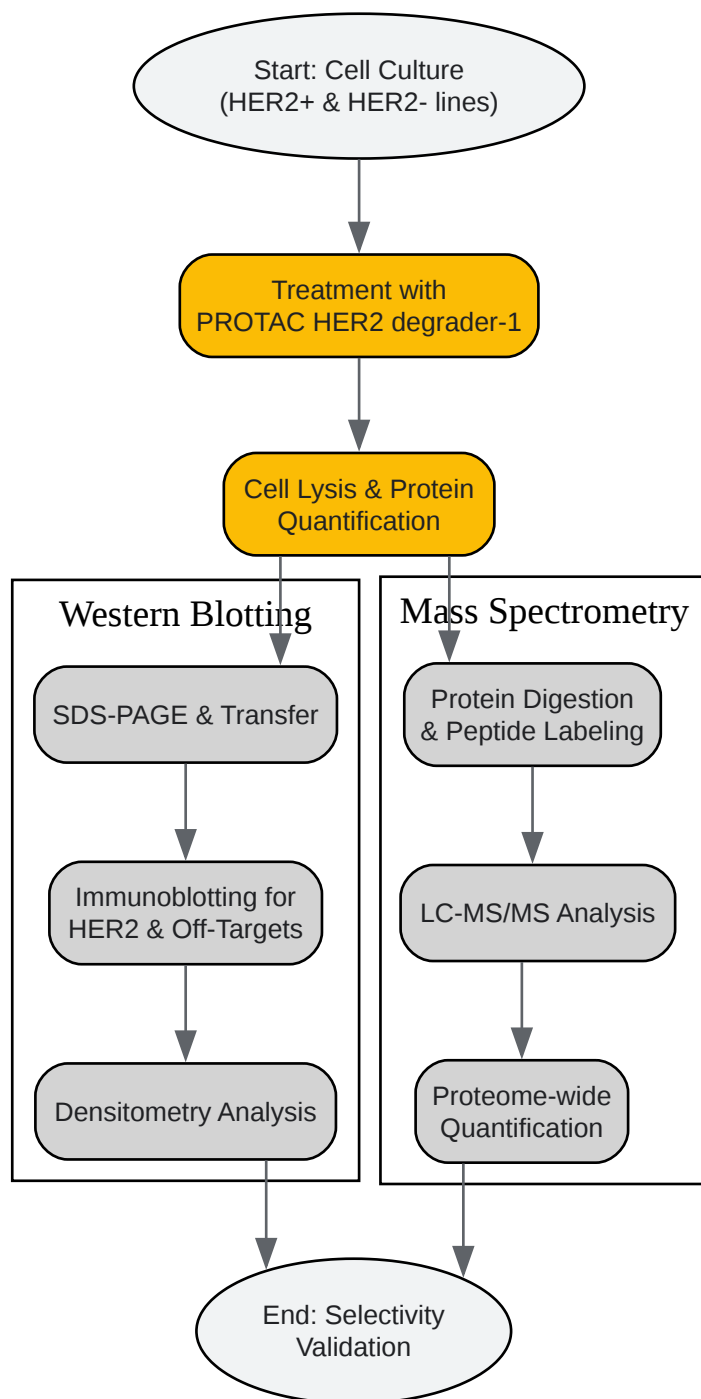 Start: Cell Culture
(HER2+ & HER2- lines)
Treatment with
PROTAC HER2 degrader-1
Cell Lysis & Protein
Quantification
Western Blotting
SDS-PAGE & Transfer
Immunoblotting for
HER2 & Off-Targets
Densitometry Analysis
Mass Spectrometry
Protein Digestion
& Peptide Labeling
LC-MS/MS Analysis
Proteome-wide
Quantification
End: Selectivity
Validation